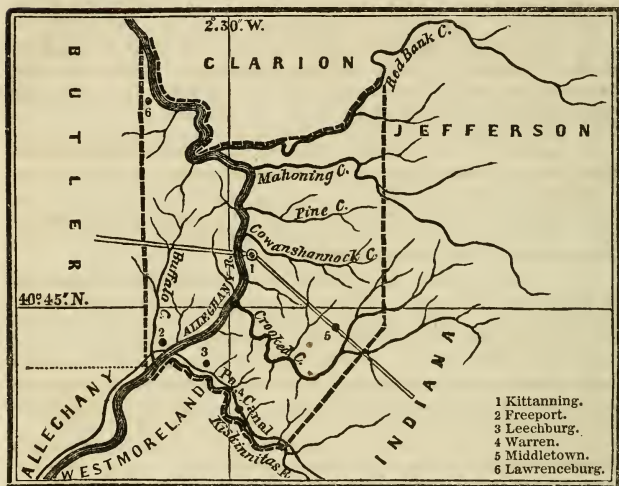 2°.30'. W.
BUTLER
CLARION
Red Bank C.
JEFFERSON
6
Mahoning C.
Pine C.
Cowanshannock C.
1
Buffalo C.
ALLEGHANY R.
40°45' N.
Crooked C.
5
2
3
Pa. Canal
Kiskinnitas R.
ALLEGHANY
WESTMORELAND
INDIANA
1 Kittanning.
2 Freeport.
3 Leechburg.
4 Warren.
5 Middletown.
6 Lawrenceburg.